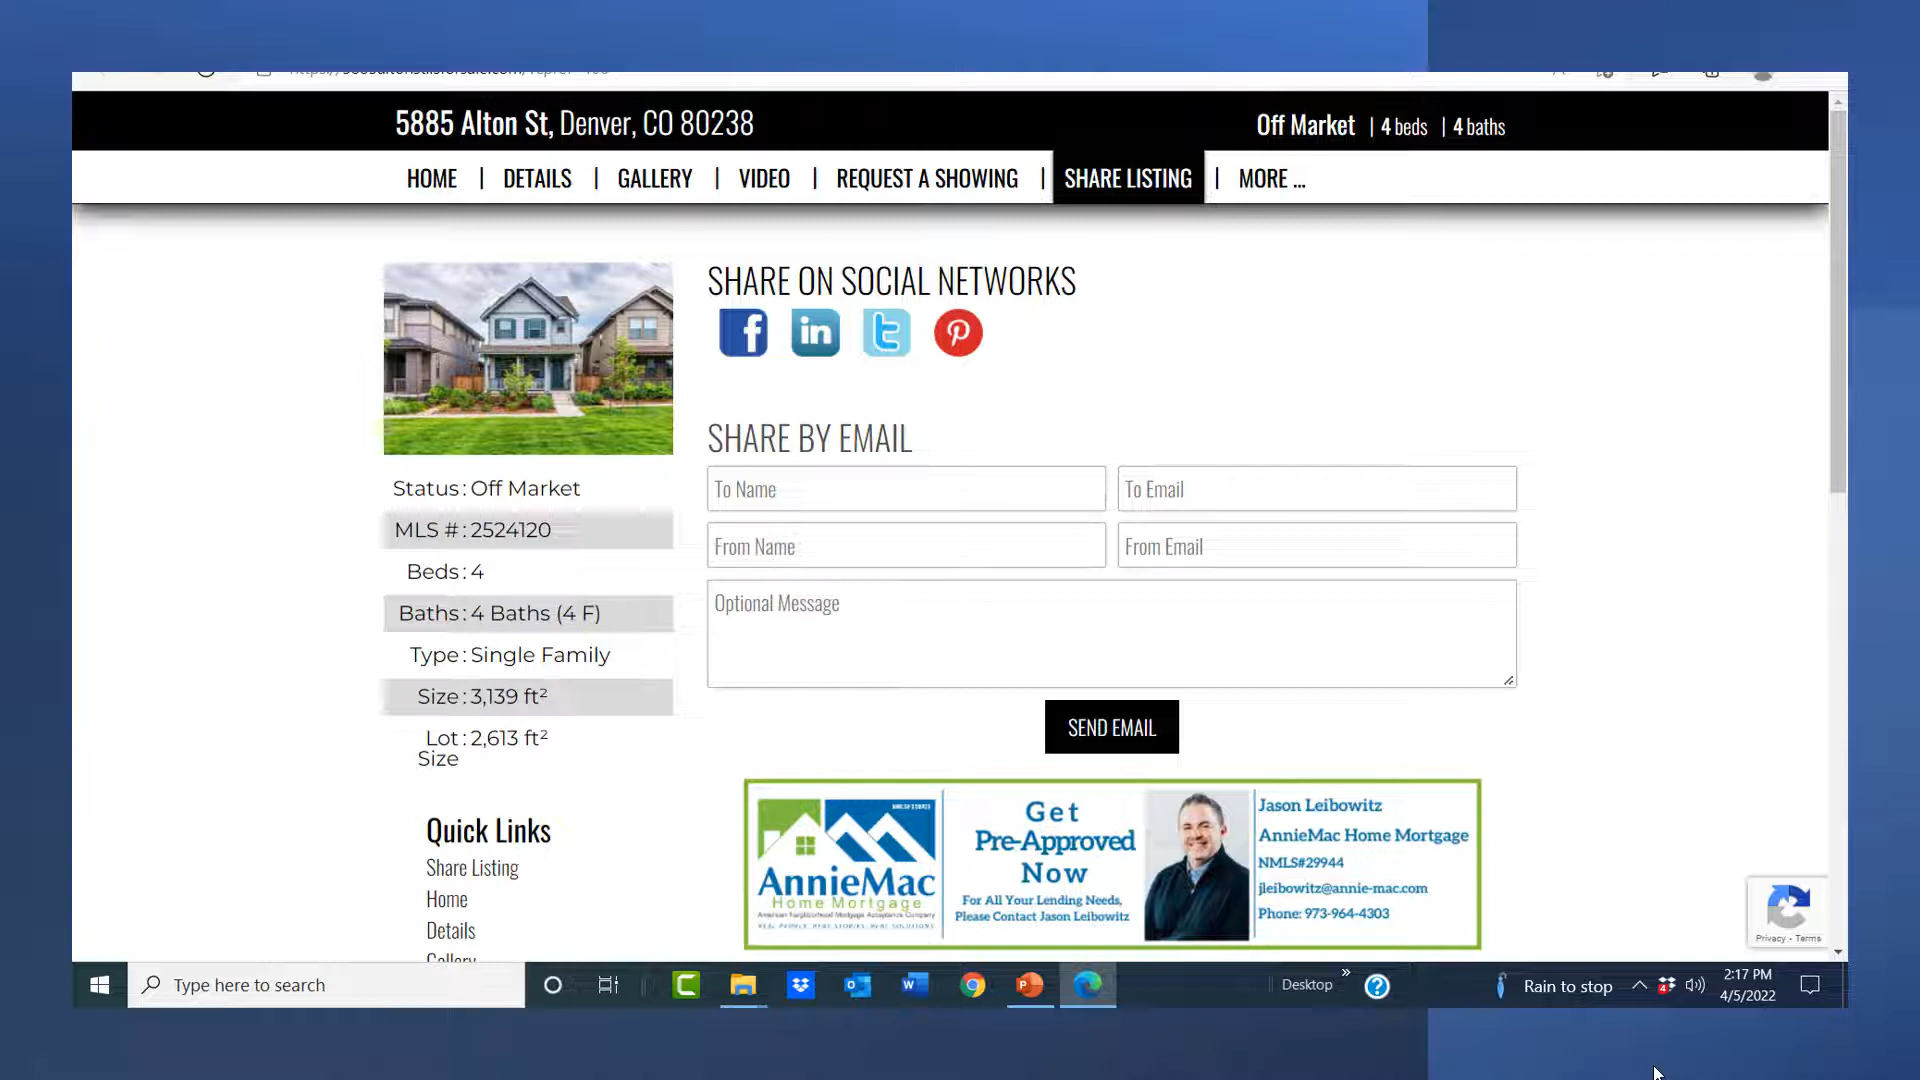 5885 Alton St, Denver, CO 80238
Off Market | 4 beds | 4 baths
HOME | DETAILS | GALLERY | VIDEO | REQUEST A SHOWING | SHARE LISTING | MORE ...
SHARE ON SOCIAL NETWORKS
SHARE BY EMAIL
To Name
To Email
From Name
From Email
Optional Message
SEND EMAIL
Status : Off Market
MLS # : 2524120
Beds : 4
Baths : 4 Baths (4 F)
Type : Single Family
Size : 3,139 ft²
Lot : 2,613 ft²
Size
Quick Links
Share Listing
Home
Details
Gallery
AnnieMac
Home Mortgage
American Neighborhood Mortgage Acceptance Company
Get
Pre-Approved
Now
For All Your Lending Needs,
Please Contact Jason Leibowitz
Jason Leibowitz
AnnieMac Home Mortgage
NMLS#29944
jleibowitz@annie-mac.com
Phone: 973-964-4303
Privacy - Terms
Type here to search
Desktop
Rain to stop
2:17 PM
4/5/2022